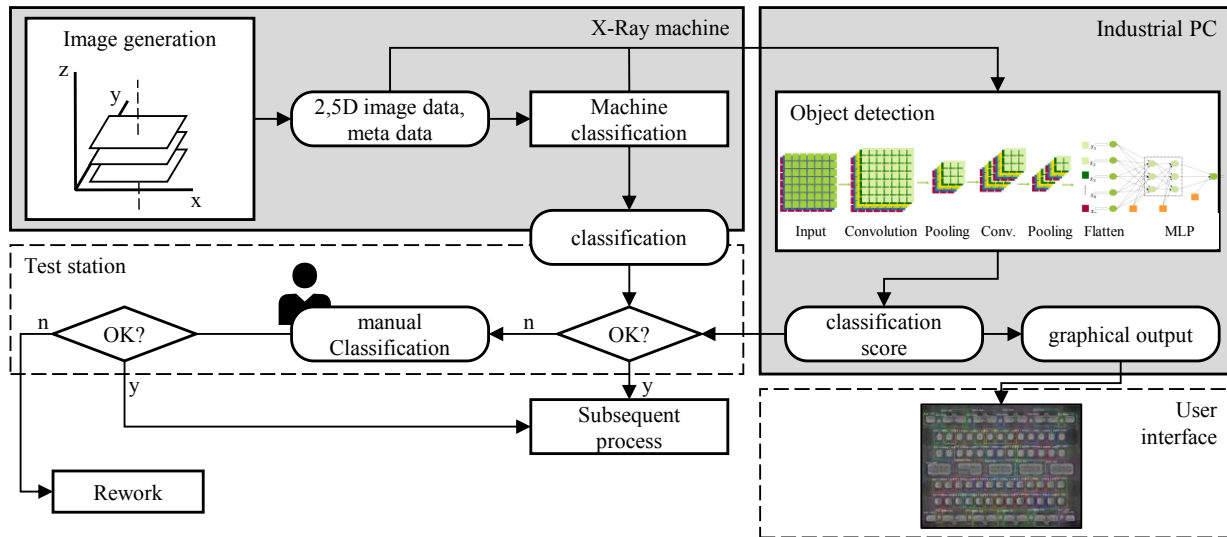 Image generation
z
y
x
X-Ray machine
2,5D image data,
meta data
Machine
classification
classification
Industrial PC
Object detection
Input
Convolution
Pooling
Conv.
Pooling
Flatten
MLP
Test station
n
OK?
manual
Classification
n
OK?
classification
score
graphical output
y
y
Subsequent
process
User
interface
Rework